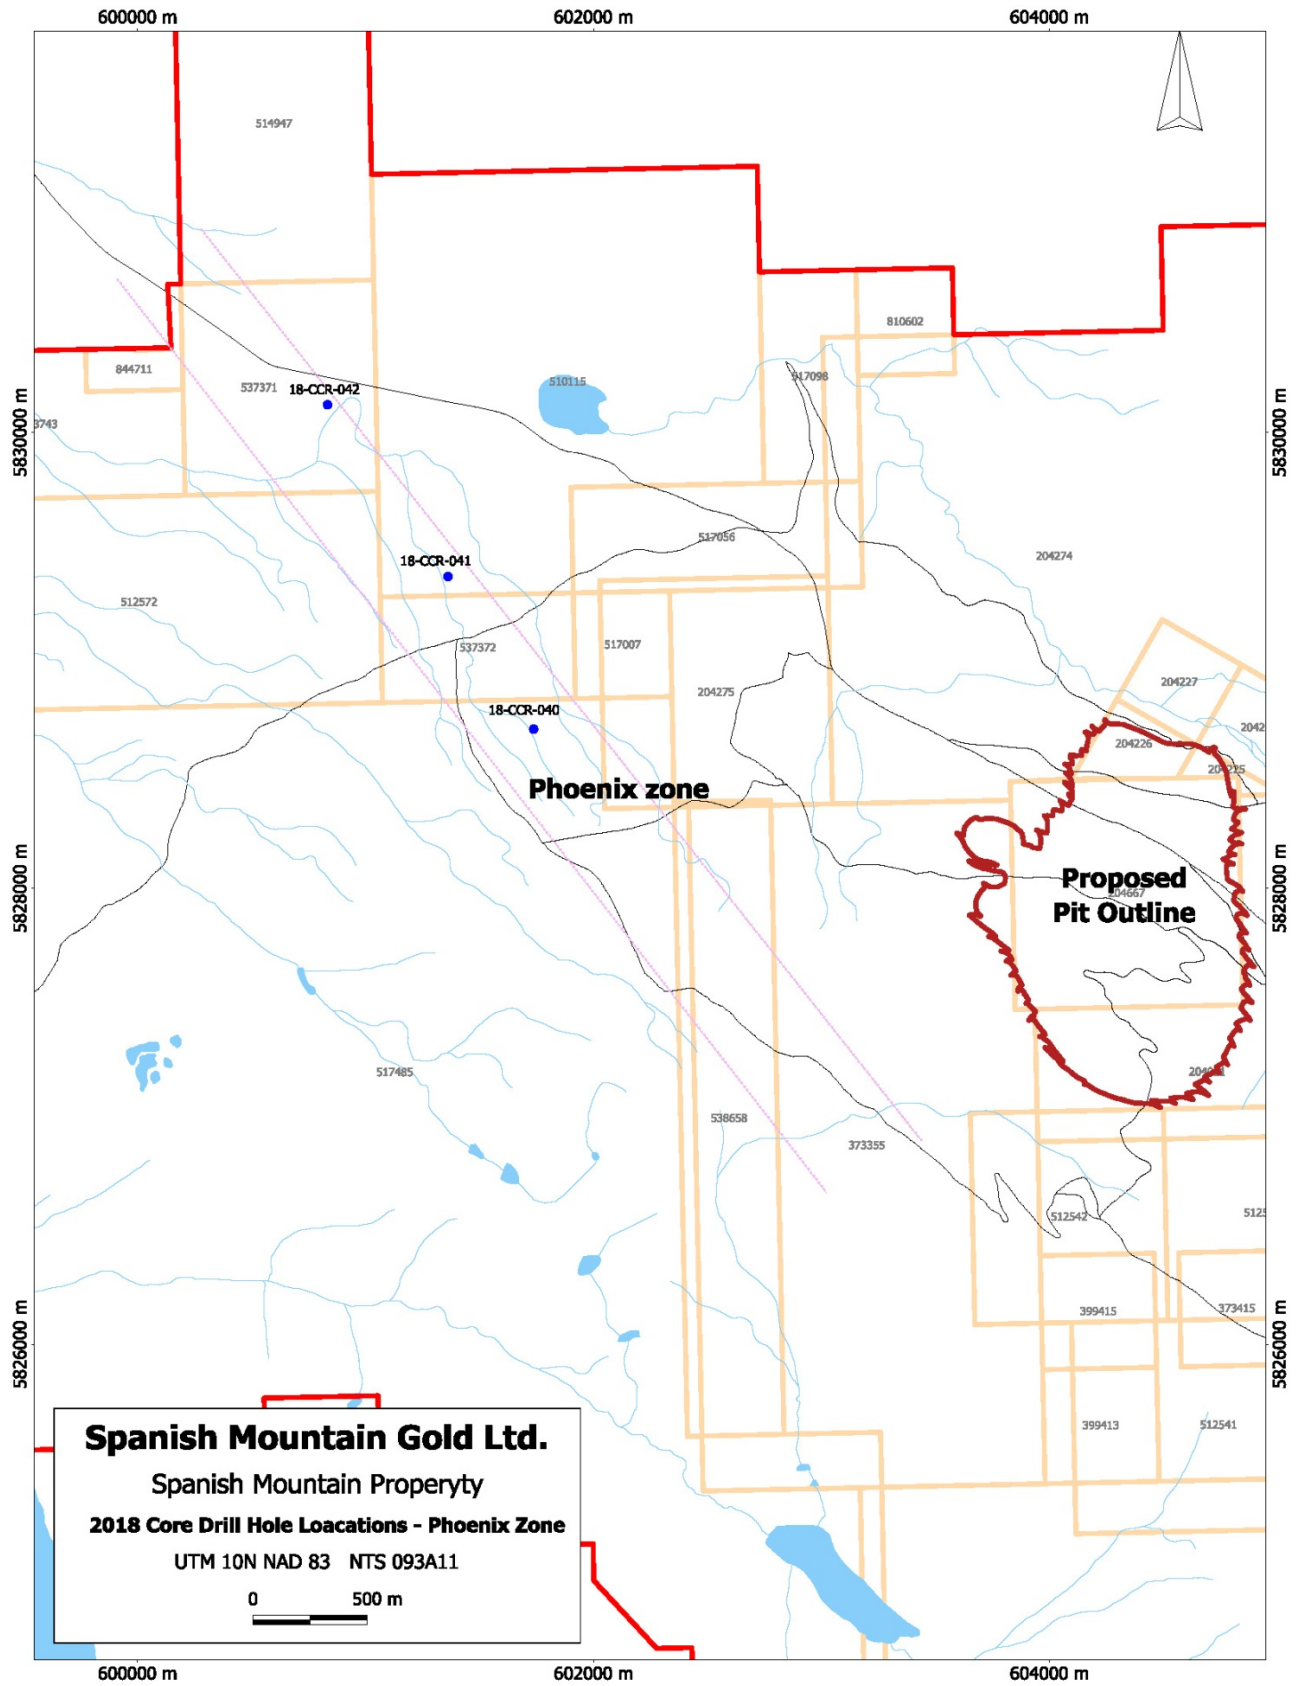 600000 m
602000 m
604000 m
514947
810602
844711
537371
18-CCR-042
510115
517098
3743
5830000 m
5830000 m
517056
204274
18-CCR-041
512572
537372
517007
204275
204227
18-CCR-040
204226
2042
Phoenix zone
5828000 m
5828000 m
Proposed
204667
Pit Outline
517485
538658
373355
512542
5125
399415
373415
5826000 m
5826000 m
399413
512541
Spanish Mountain Gold Ltd.
Spanish Mountain Properyty
2018 Core Drill Hole Loacations - Phoenix Zone
UTM 10N NAD 83 NTS 093A11
0 500 m
600000 m
602000 m
604000 m